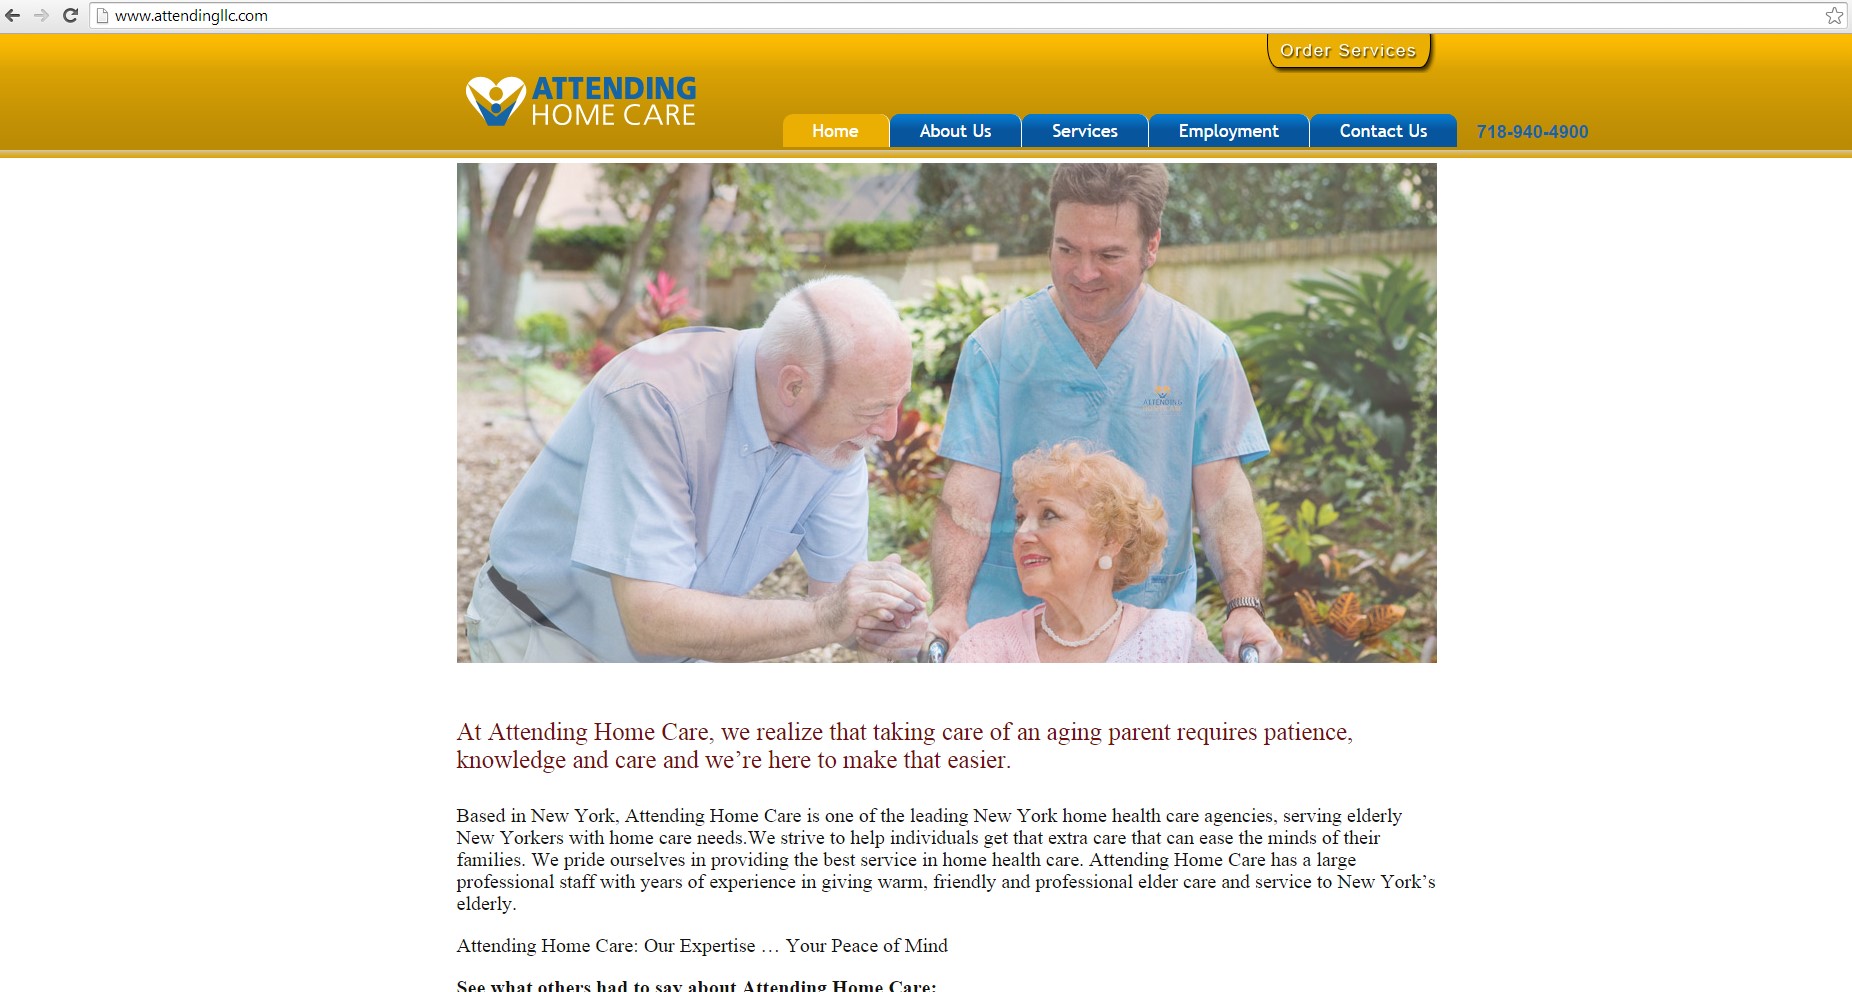 www.attendingllc.com
Order Services
ATTENDING
HOME CARE
Home
About Us
Services
Employment
Contact Us
718-940-4900
ATTENDING
At Attending Home Care, we realize that taking care of an aging parent requires patience,
knowledge and care and we’re here to make that easier.
Based in New York, Attending Home Care is one of the leading New York home health care agencies, serving elderly
New Yorkers with home care needs.We strive to help individuals get that extra care that can ease the minds of their
families. We pride ourselves in providing the best service in home health care. Attending Home Care has a large
professional staff with years of experience in giving warm, friendly and professional elder care and service to New York’s
elderly.
Attending Home Care: Our Expertise … Your Peace of Mind
See what others had to say about Attending Home Care: